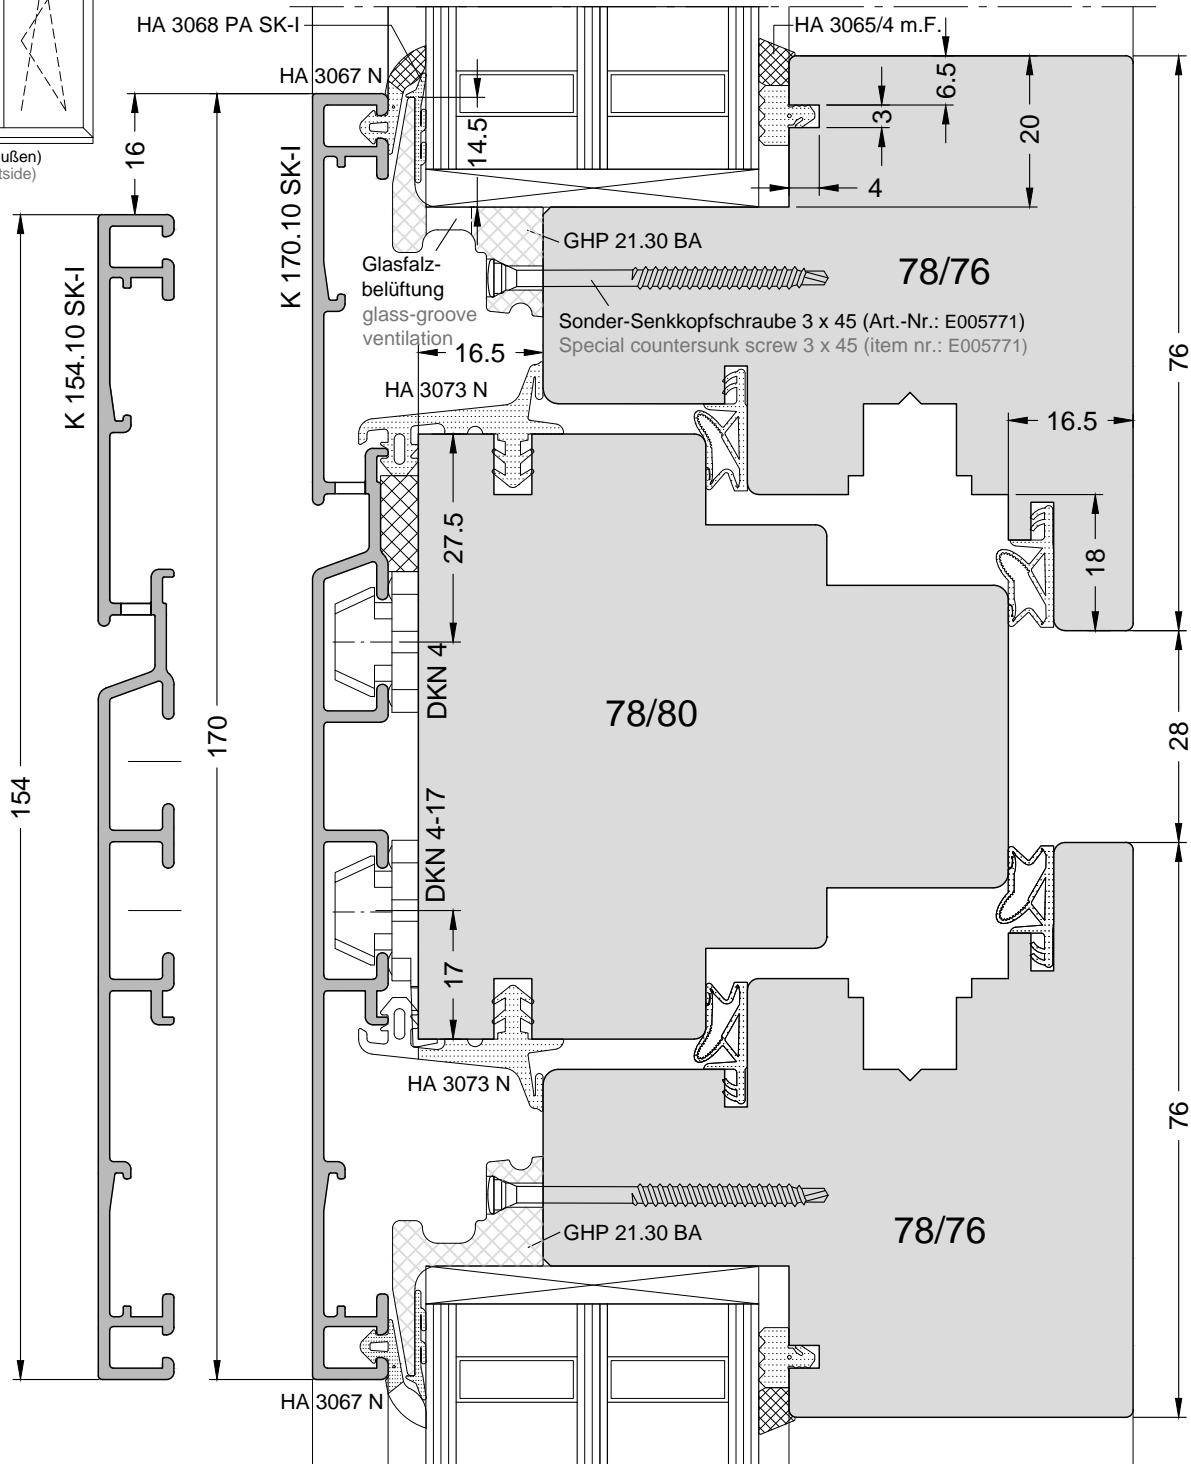 HA 3068 PA SK-I
HA 3065/4 m.F.
HA 3067 N
6.5
16
14.5
3
20
K 170.10 SK-I
4
GHP 21.30 BA
78/76
Glasfalz-
belüftung
glass-groove
ventilation
Sonder-Senkkopfschraube 3 x 45 (Art.-Nr.: E005771)
Special countersunk screw 3 x 45 (item nr.: E005771)
76
K 154.10 SK-I
16.5
HA 3073 N
16.5
27.5
18
DKN 4
78/80
170
154
28
DKN 4-17
17
HA 3073 N
76
GHP 21.30 BA
78/76
HA 3067 N